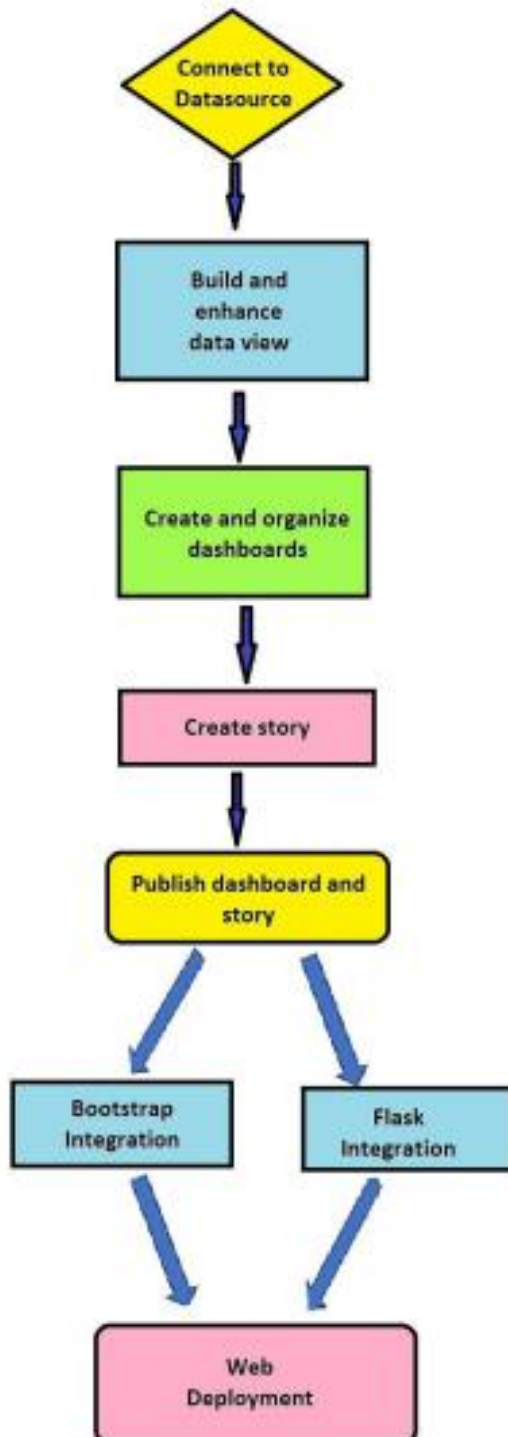 Connect to
Datasource
Build and
enhance
data view
Create and organize
dashboards
Create story
Publish dashboard and
story
Bootstrap
Integration
Flask
Integration
Web
Deployment